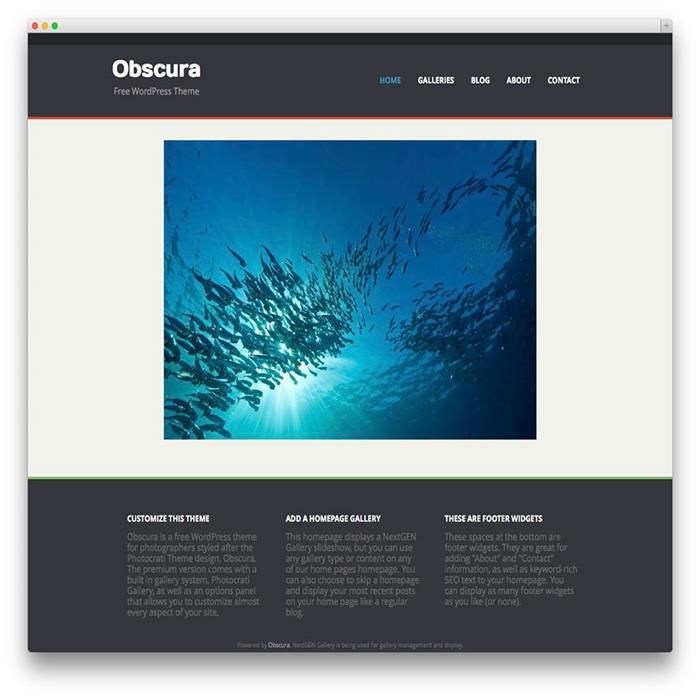 Obscura
Free WordPress Theme
HOME GALLERIES BLOG ABOUT CONTACT
CUSTOMIZE THIS THEME
Obscura is a free WordPress theme
for photographers styled after the
Photocrati Theme design, Obscura.
The premium version comes with a
built in gallery system, Photocrati
Gallery, as well as an options panel
that allows you to customize almost
every aspect of your site.
ADD A HOMEPAGE GALLERY
This homepage displays a NextGEN
Gallery slideshow, but you can use
any gallery type or content on any
of our home pages homepage. You
can also choose to skip a homepage
and display your most recent posts
on your home page like a regular
blog.
THESE ARE FOOTER WIDGETS
These spaces at the bottom are
footer widgets. They are great for
adding "About" and "Contact"
information, as well as keyword-rich
SEO text to your homepage. You
can display as many footer widgets
as you like (or none).
Powered by Obscura. NextGEN Gallery is being used for gallery management and display.